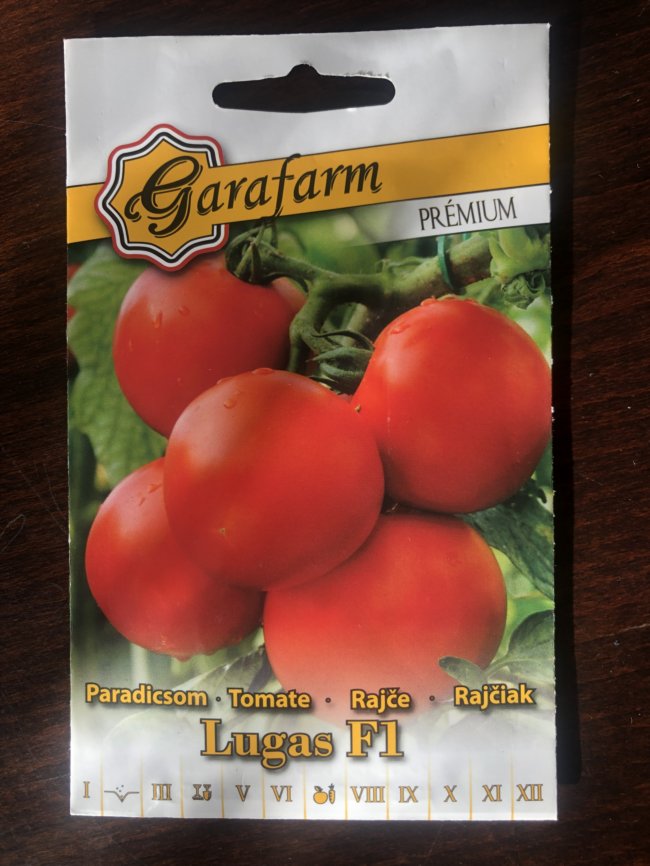 Garafarm
PRÉMIUM
Paradicsom · Tomate · Rajče · Rajčiak
Lugas F1
I III V VI VIII IX X XI XII